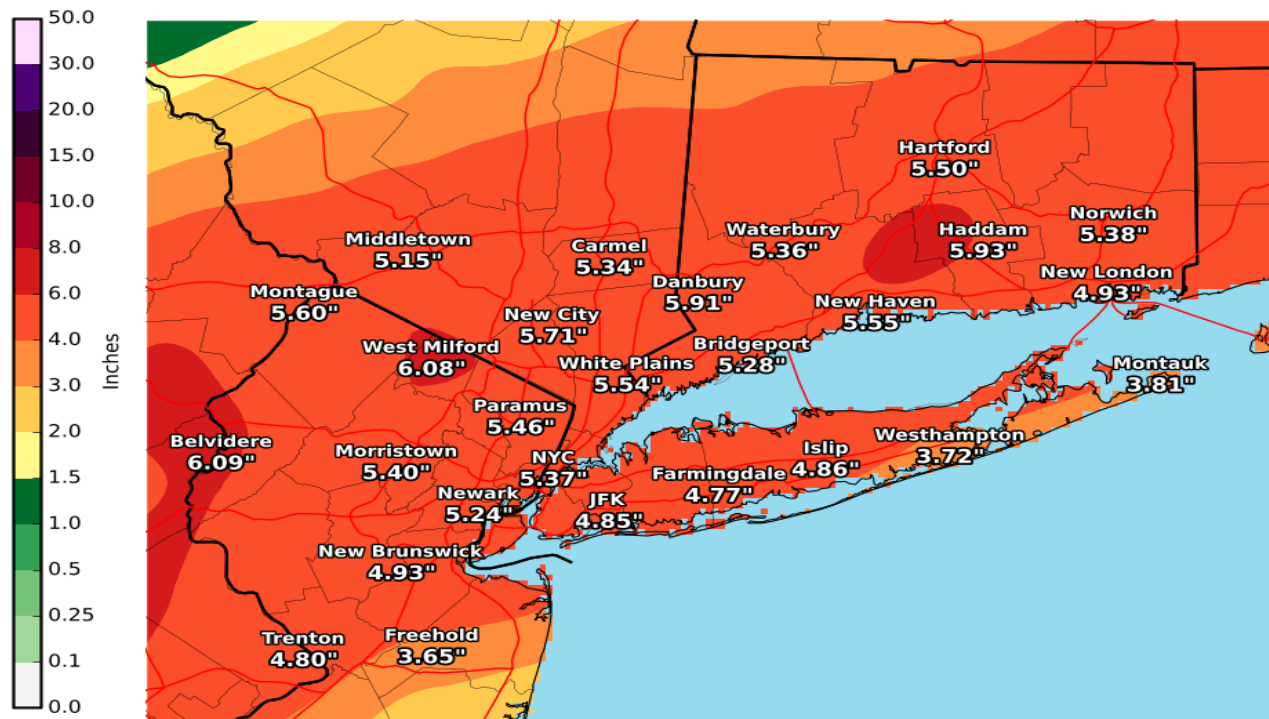 50.0
30.0
20.0
15.0
10.0
8.0
6.0
4.0
3.0
2.0
1.5
1.0
0.5
0.25
0.1
0.0
Inches
Hartford
5.50"
Norwich
5.38"
Waterbury
5.36"
Haddam
5.93"
Middletown
5.15"
Carmel
5.34"
Danbury
5.91"
New London
4.93"
Montague
5.60"
New City
5.71"
New Haven
5.55"
West Milford
6.08"
White Plains
5.54"
Bridgeport
5.28"
Montauk
3.81"
Paramus
5.46"
Belvidere
6.09"
Morristown
5.40"
NYC
5.37"
Islip
4.86"
Westhampton
3.72"
Newark
5.24"
JFK
4.85"
Farmingdale
4.77"
New Brunswick
4.93"
Trenton
4.80"
Freehold
3.65"